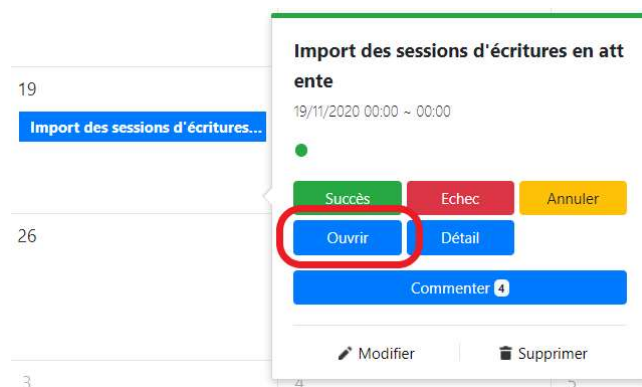 Import des sessions d'écritures en att
ente
19
19/11/2020 00:00 ~ 00:00
Import des sessions d'écritures...
Succès Echec Annuler
26
Ouvrir Détail
Commenter 4
Modifier Supprimer
3 4 5